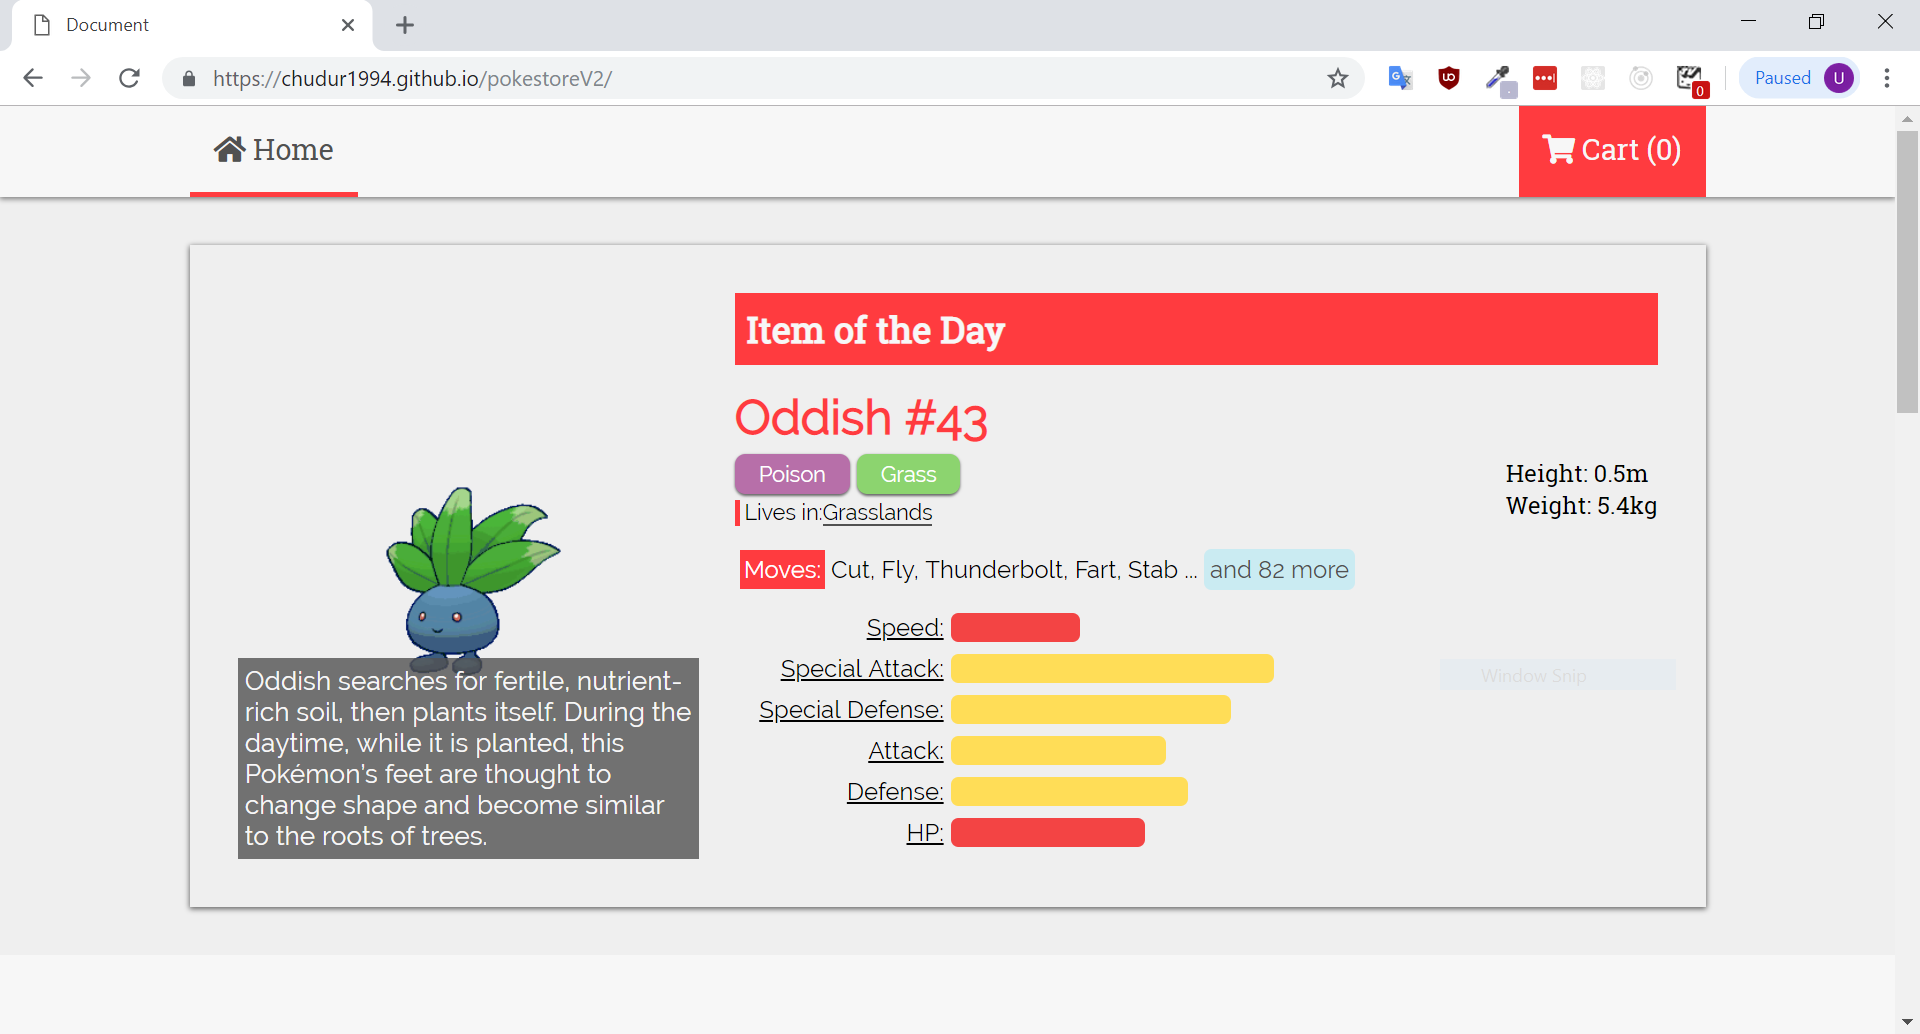 Document
https://chudur1994.github.io/pokestoreV2/
Paused U
0
Home
Cart (0)
Item of the Day
Oddish #43
Poison Grass
Height: 0.5m
Lives in:Grasslands
Weight: 5.4kg
Moves: Cut, Fly, Thunderbolt, Fart, Stab ... and 82 more
Speed:
Special Attack:
Window Snip
Special Defense:
Attack:
Defense:
HP:
Oddish searches for fertile, nutrient-
rich soil, then plants itself. During the
daytime, while it is planted, this
Pokémon's feet are thought to
change shape and become similar
to the roots of trees.